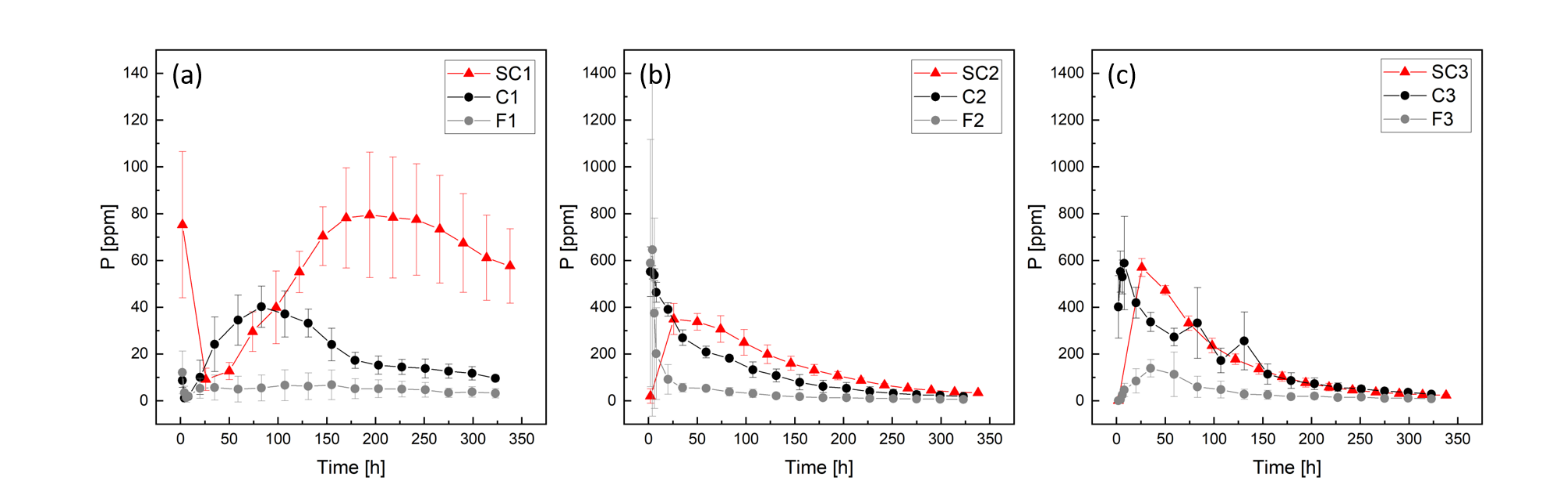 (a)
SC1
C1
F1
140
120
100
80
60
40
20
0
P [ppm]
0 50 100 150 200 250 300 350
Time [h]
(b)
SC2
C2
F2
1400
1200
1000
800
600
400
200
0
P [ppm]
0 50 100 150 200 250 300 350
Time [h]
(c)
SC3
C3
F3
1400
1200
1000
800
600
400
200
0
P [ppm]
0 50 100 150 200 250 300 350
Time [h]